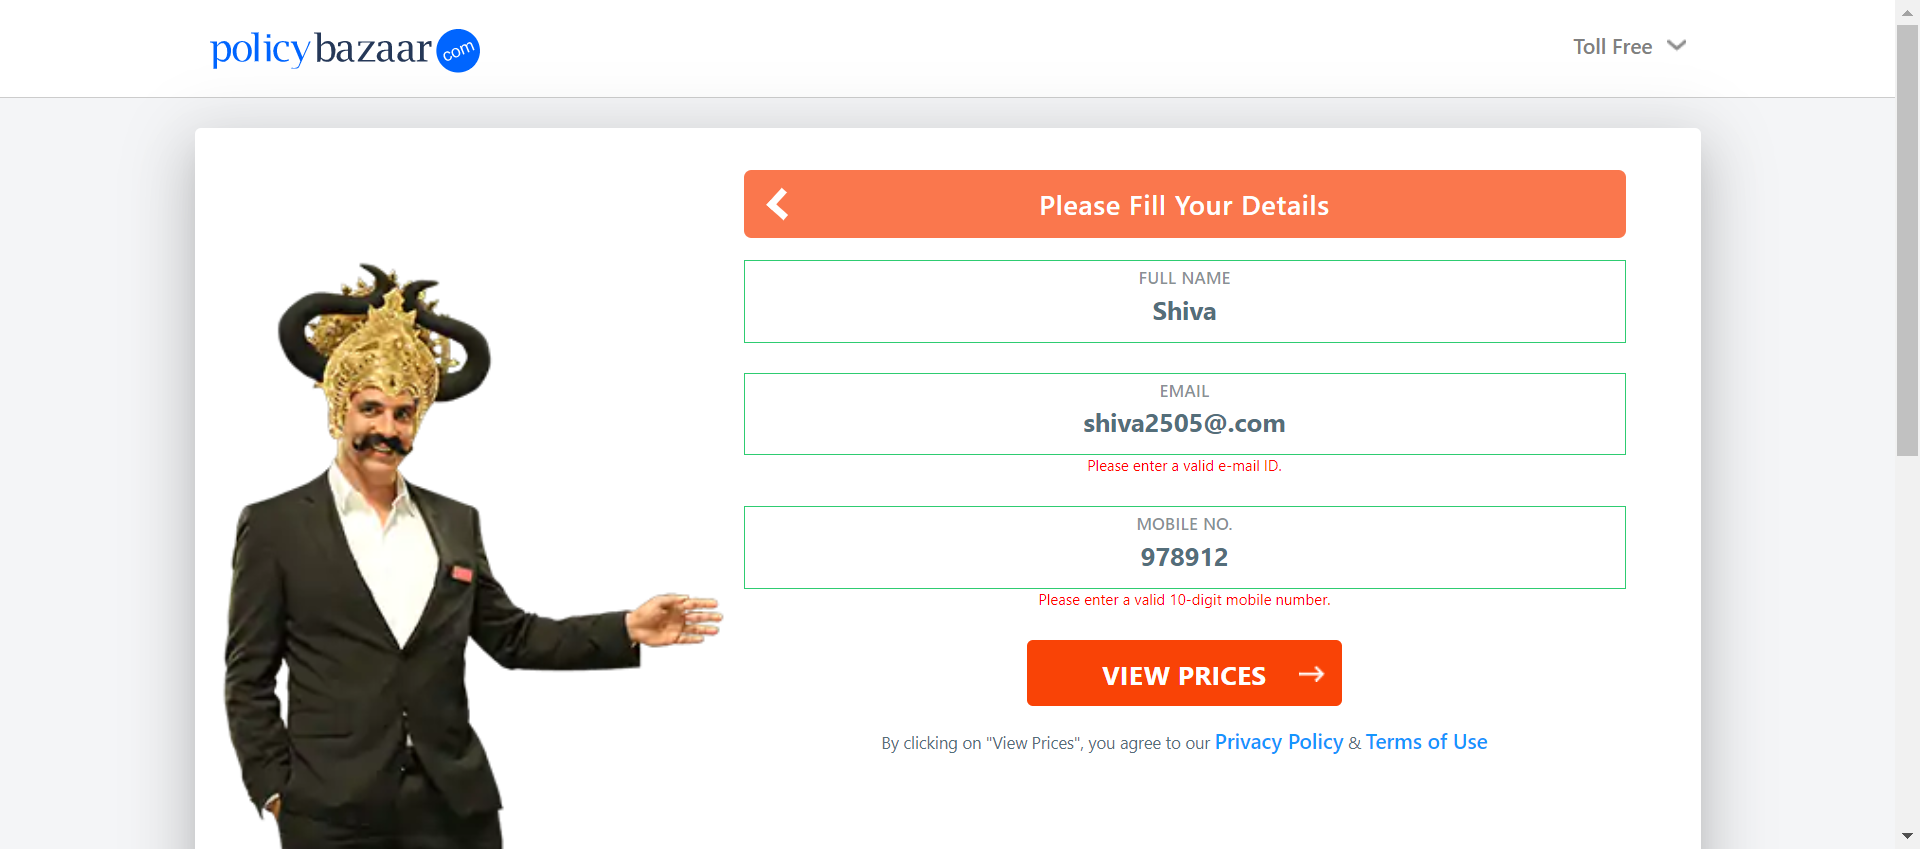 policybazaar com
Toll Free
Please Fill Your Details
FULL NAME
Shiva
EMAIL
shiva2505@.com
Please enter a valid e-mail ID.
MOBILE NO.
978912
Please enter a valid 10-digit mobile number.
VIEW PRICES
By clicking on "View Prices", you agree to our Privacy Policy & Terms of Use